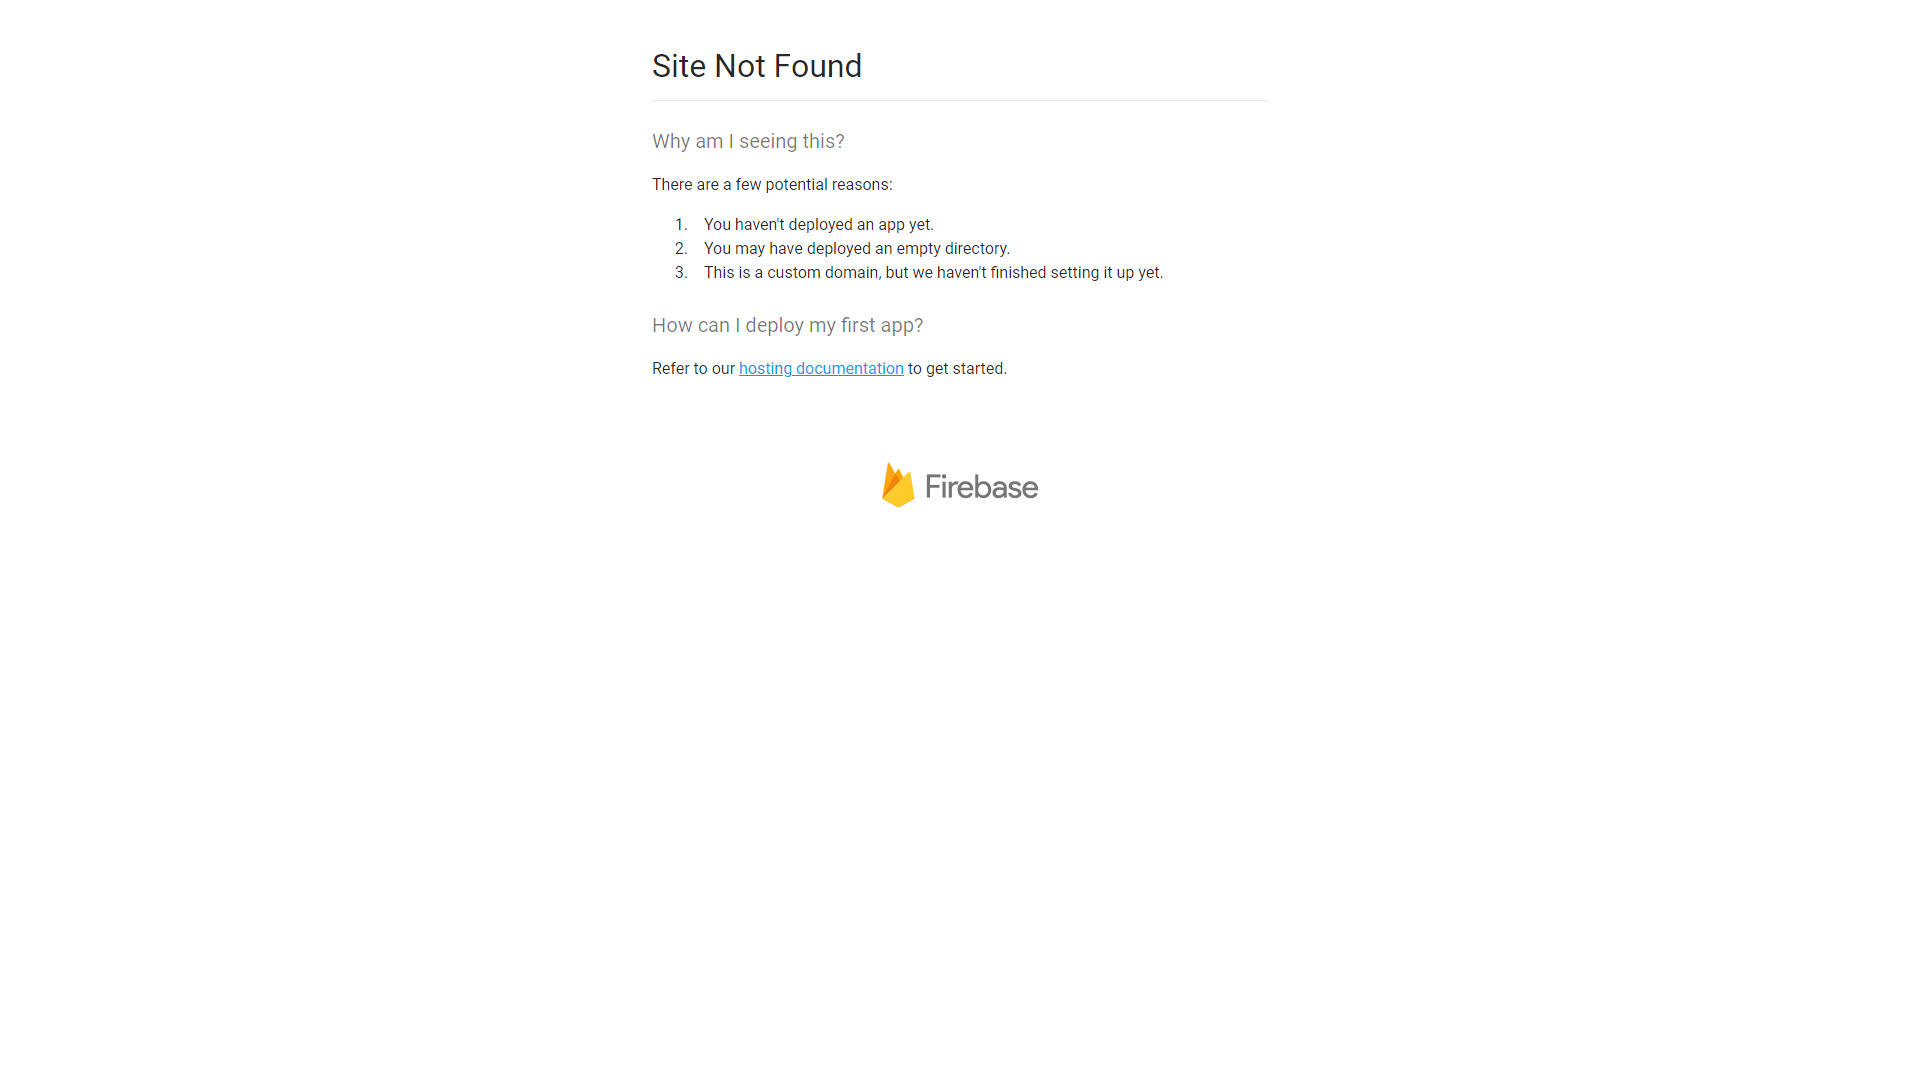 Site Not Found
Why am I seeing this?
There are a few potential reasons:
1. You haven't deployed an app yet.
2. You may have deployed an empty directory.
3. This is a custom domain, but we haven't finished setting it up yet.
How can I deploy my first app?
Refer to our hosting documentation to get started.
Firebase